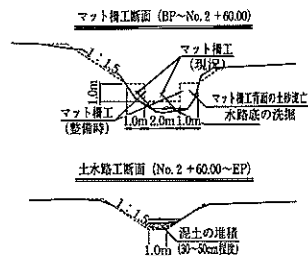 マット柵工断面 (BP～No.2＋60.00)
1：1.5
マット柵工
(現況)
1.0m
マット柵工背面の土砂流亡
マット柵工
(整備時)
水路底の洗掘
1.0m 2.0m 1.0m
土水路工断面 (No.2＋60.00～EP)
1：1.5
泥土の堆積
(30～50cm程度)
1.0m